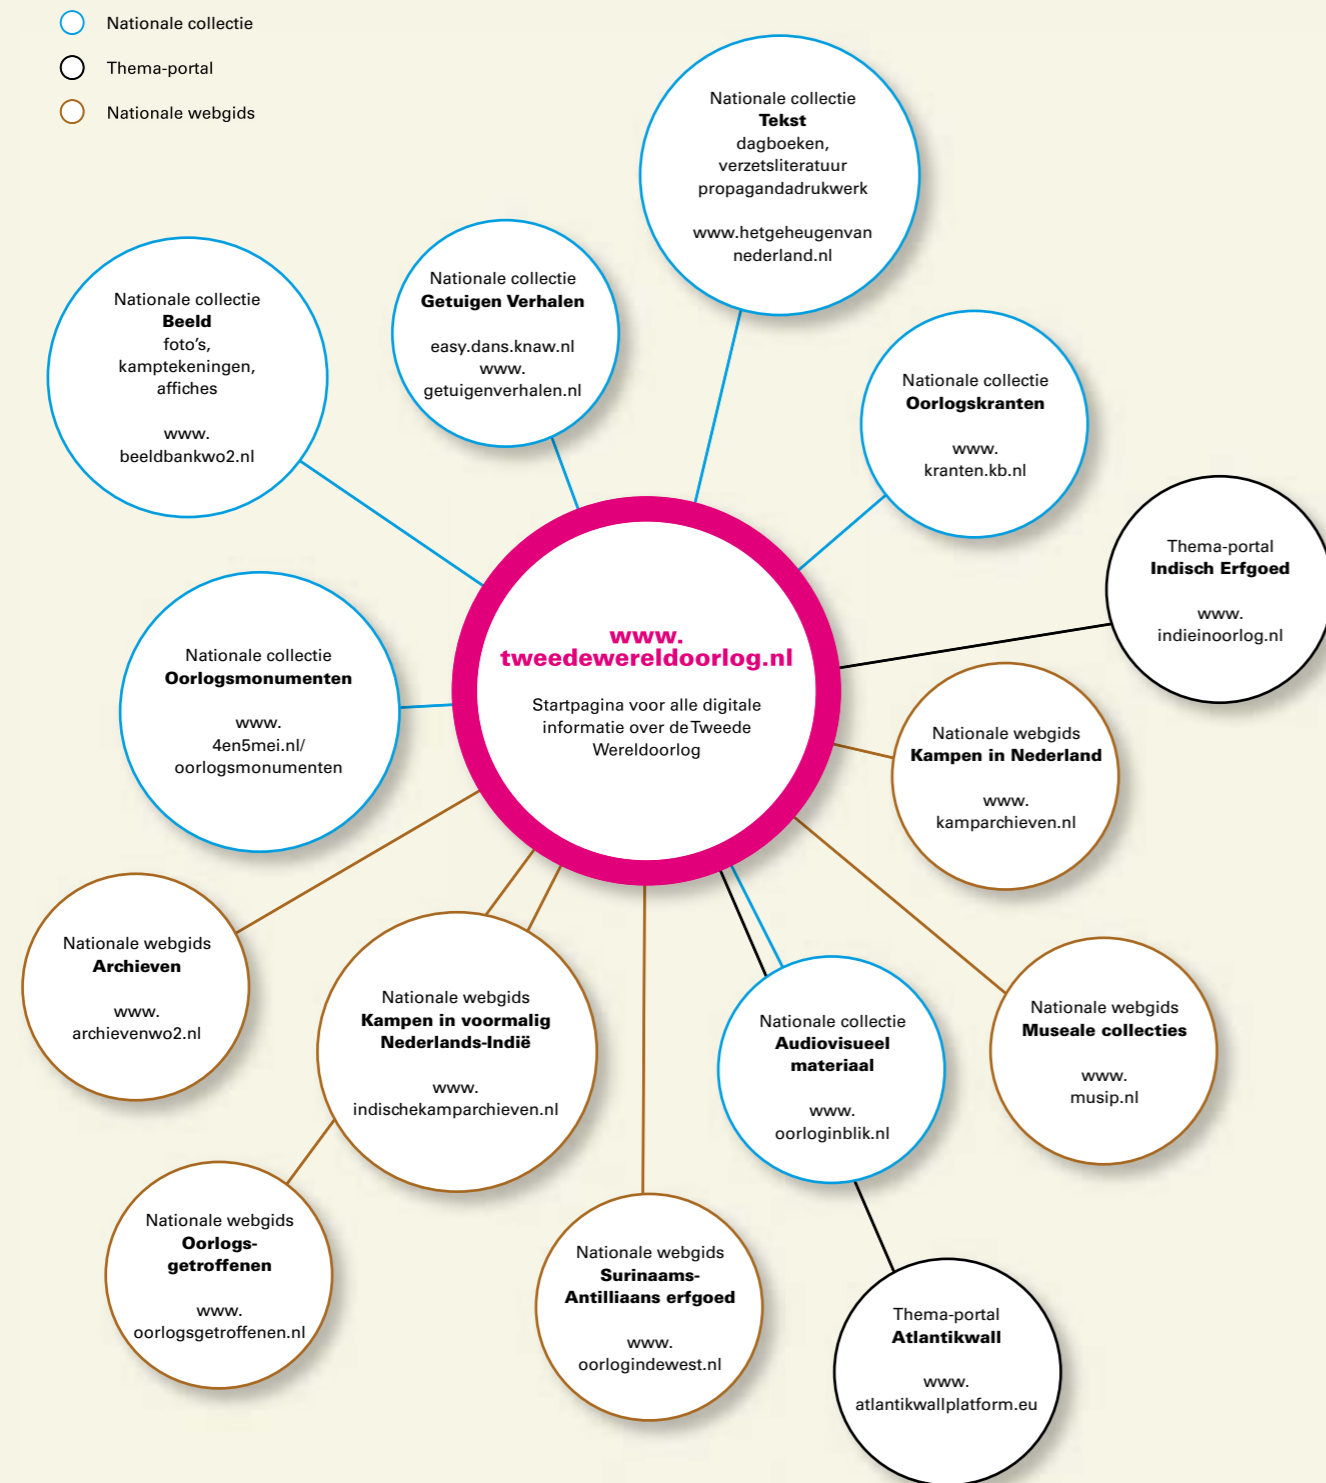 Nationale collectie
Thema-portal
Nationale webgids
Nationale collectie
Tekst
dagboeken,
verzetsliteratuur
propagandadrukwerk
www.hetgeheugenvan
nederland.nl
Nationale collectie
Getuigen Verhalen
easy.dans.knaw.nl
www.
getuigenverhalen.nl
Nationale collectie
Beeld
foto's,
kamptekeningen,
affiches
www.
beeldbankwo2.nl
Nationale collectie
Oorlogskranten
www.
kranten.kb.nl
Thema-portal
Indisch Erfgoed
www.
indieinoorlog.nl
www.
tweedewereldoorlog.nl
Startpagina voor alle digitale
informatie over de Tweede
Wereldoorlog
Nationale collectie
Oorlogsmonumenten
www.
4en5mei.nl/
oorlogsmonumenten
Nationale webgids
Kampen in Nederland
www.
kamparchieven.nl
Nationale webgids
Archieven
www.
archievenwo2.nl
Nationale webgids
Kampen in voormalig
Nederlands-Indië
www.
indischekamparchieven.nl
Nationale collectie
Audiovisueel
materiaal
www.
oorloginblik.nl
Nationale webgids
Museale collecties
www.
musip.nl
Nationale webgids
Oorlogs-
getroffenen
www.
oorlogsgetroffenen.nl
Nationale webgids
Surinaams-
Antilliaans erfgoed
www.
oorlogindewest.nl
Thema-portal
Atlantikwall
www.
atlantikwallplatform.eu